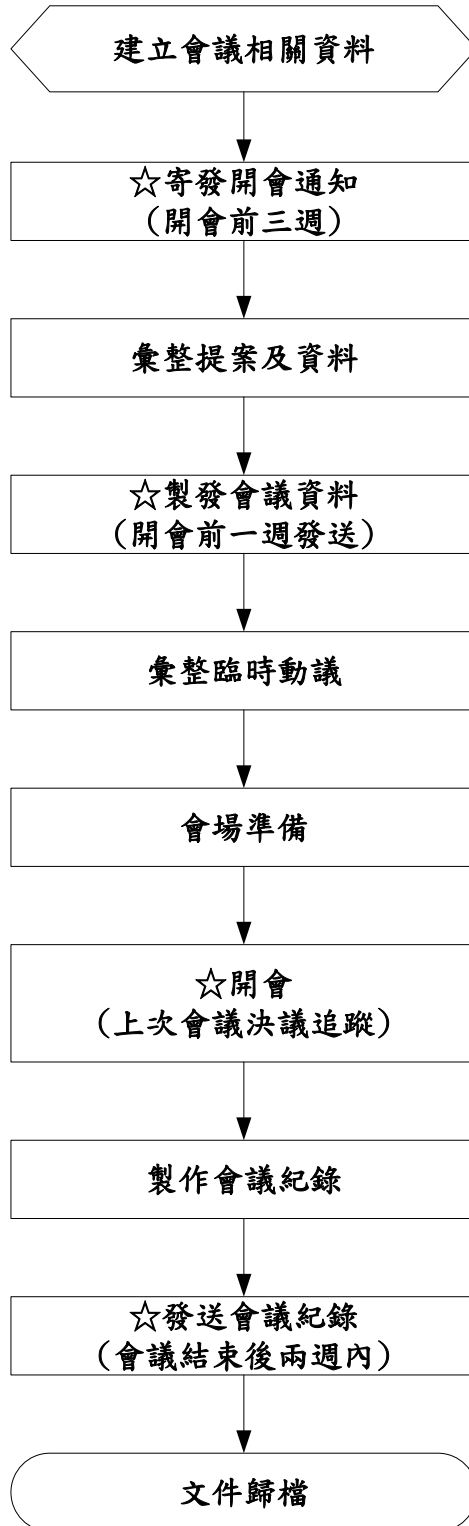 建立會議相關資料
☆寄發開會通知
(開會前三週)
彙整提案及資料
☆製發會議資料
(開會前一週發送)
彙整臨時動議
會場準備
☆開會
(上次會議決議追蹤)
製作會議紀錄
☆發送會議紀錄
(會議結束後兩週內)
文件歸檔